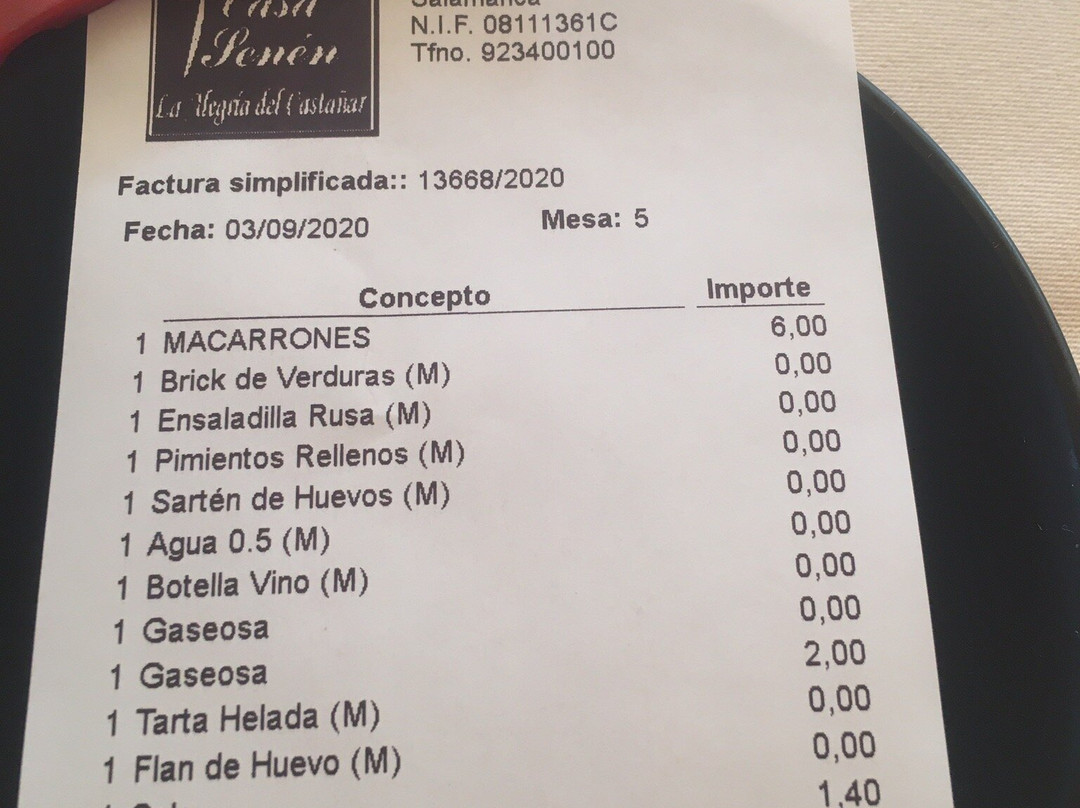 Casa
Senén
La Alegría del Castañar
Salamanca
N.I.F. 08111361C
Tfno. 923400100
Factura simplificada:: 13668/2020
Fecha: 03/09/2020 Mesa: 5
Concepto Importe
1 MACARRONES 6,00
1 Brick de Verduras (M) 0,00
1 Ensaladilla Rusa (M) 0,00
1 Pimientos Rellenos (M) 0,00
1 Sartén de Huevos (M) 0,00
1 Agua 0.5 (M) 0,00
1 Botella Vino (M) 0,00
1 Gaseosa 0,00
1 Gaseosa 2,00
1 Tarta Helada (M) 0,00
1 Flan de Huevo (M) 0,00
1,40